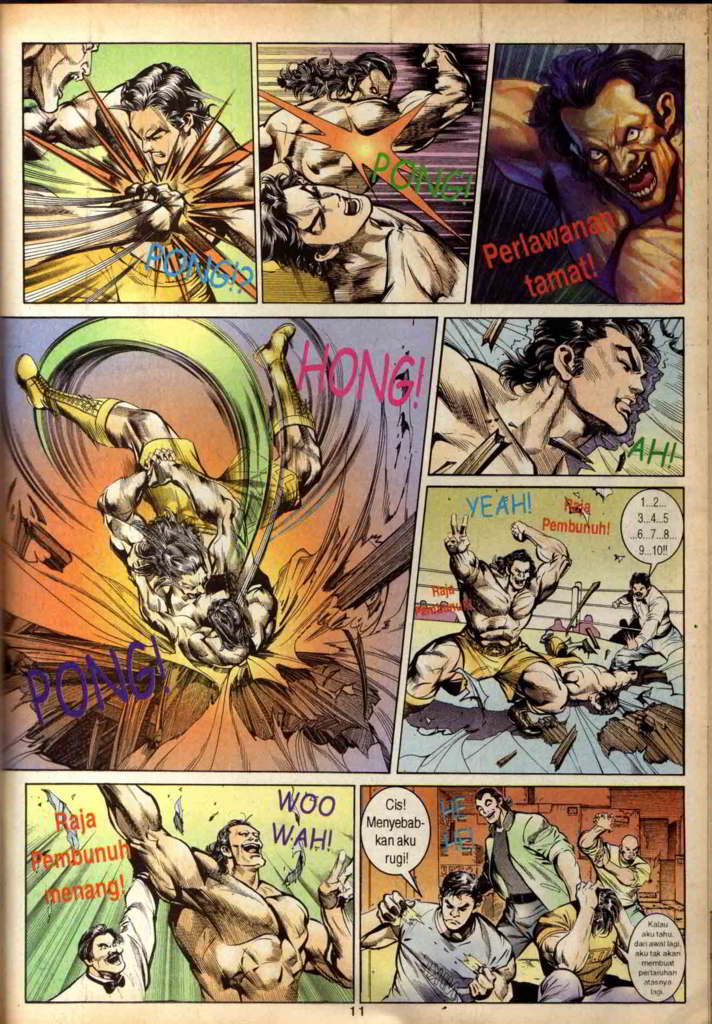 PONG!?
PONG!
Perlawanan
tamat!
HONG!
PONG!
AH!
YEAH!
Raja
Pembunuh!
Raja
Pembunuh!
1...2...
3...4...5
...6...7...8...
9...10!!
Raja
Pembunuh
menang!
WOO
WAH!
Cis!
Menyebab-
kan aku
rugi!
HE
HE!
Kalau
aku tahu,
dari awal lagi
aku tak akan
membuat
pertaruhan
atasnya
lagi.
11